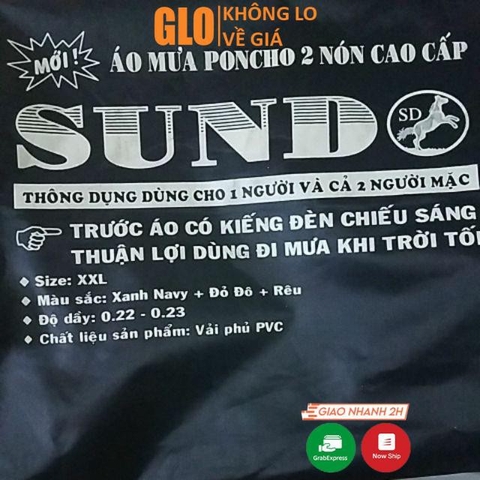 GLO
KHÔNG LO
VỀ GIÁ
MỚI!
ÁO MƯA PONCHO 2 NÓN CAO CẤP
SUND
SD
THÔNG DỤNG DÙNG CHO 1 NGƯỜI VÀ CẢ 2 NGƯỜI MẶC
TRƯỚC ÁO CÓ KIẾNG ĐÈN CHIẾU SÁNG
THUẬN LỢI DÙNG ĐI MƯA KHI TRỜI TỐI
Size: XXL
Màu sắc: Xanh Navy + Đỏ Đô + Rêu
Độ dầy: 0.22 - 0.23
Chất liệu sản phẩm: Vải phủ PVC
GIAO NHANH 2H
GrabExpress
Now Ship